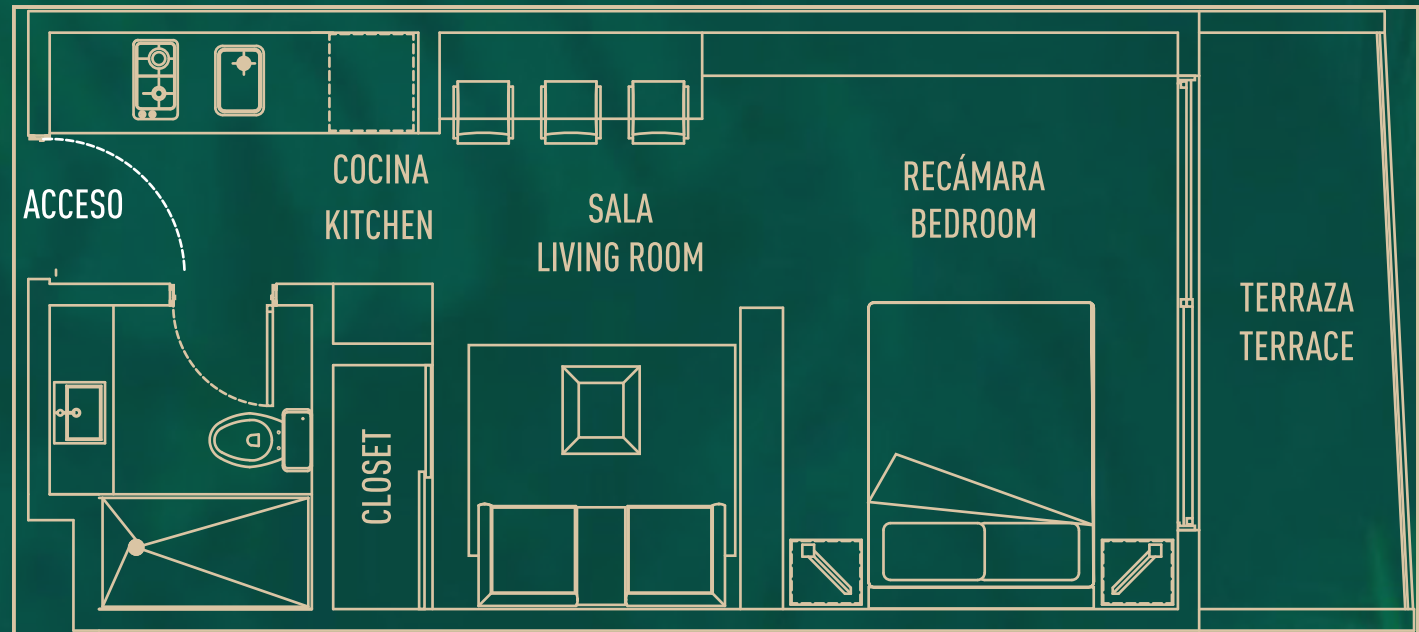 ACCESO
COCINA
KITCHEN
SALA
LIVING ROOM
RECÁMARA
BEDROOM
TERRAZA
TERRACE
CLOSET